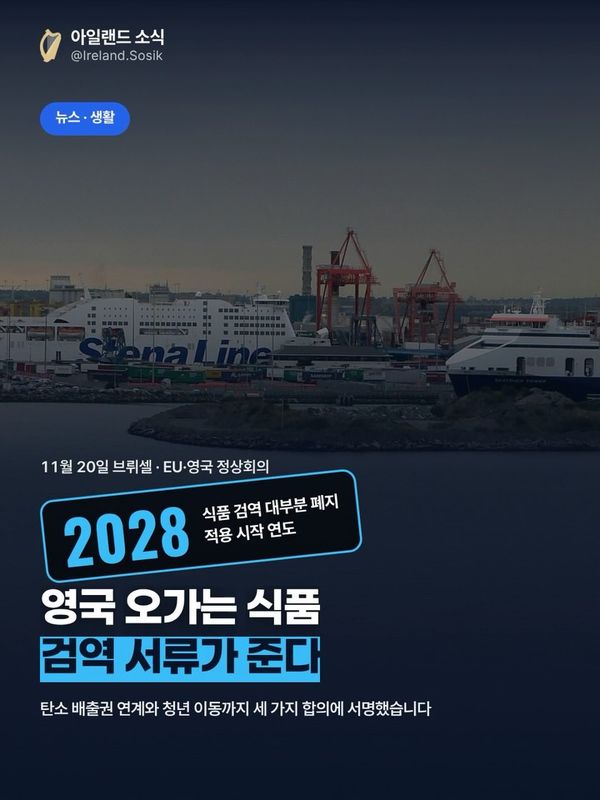 아일랜드 소식
@Ireland.Sosik
뉴스 · 생활
Stena Line
11월 20일 브뤼셀 · EU·영국 정상회의
2028
식품 검역 대부분 폐지
적용 시작 연도
영국 오가는 식품
검역 서류가 준다
탄소 배출권 연계와 청년 이동까지 세 가지 합의에 서명했습니다